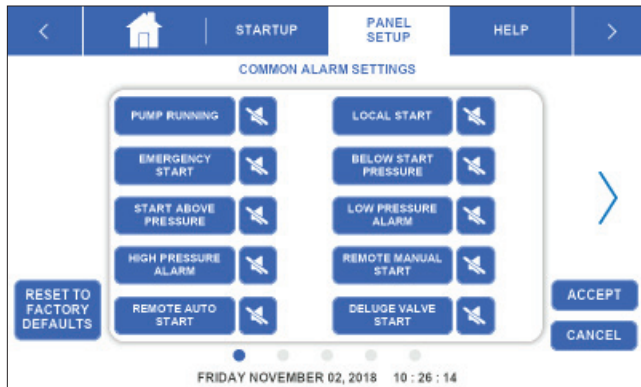 <
STARTUP
PANEL
SETUP
HELP
>
COMMON ALARM SETTINGS
PUMP RUNNING
LOCAL START
EMERGENCY
START
BELOW START
PRESSURE
START ABOVE
PRESSURE
LOW PRESSURE
ALARM
HIGH PRESSURE
ALARM
REMOTE MANUAL
START
REMOTE AUTO
START
DELUGE VALVE
START
RESET TO
FACTORY
DEFAULTS
ACCEPT
CANCEL
FRIDAY NOVEMBER 02, 2018 10 : 26 : 14